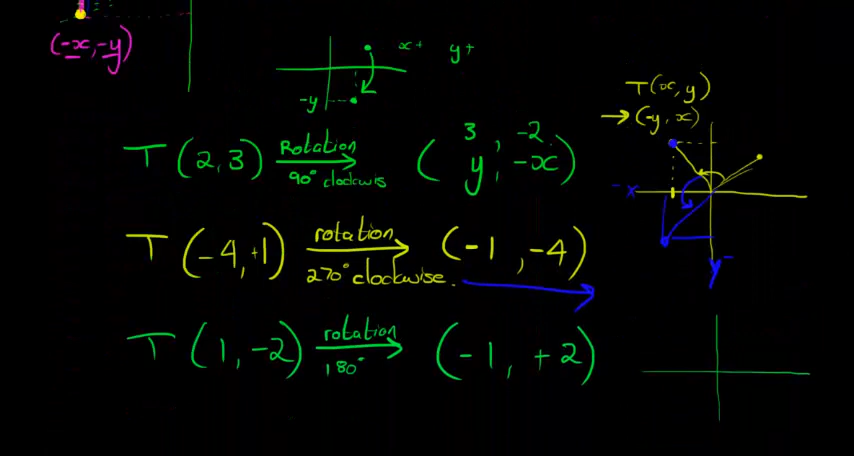 (-x, -y)
x+ y+
-y
T(x, y)
→ (-y, x)
3 -2
T(2, 3) Rotation 90° clockwis (y, -x)
-x
T(-4, +1) rotation 270° clockwise. (-1, -4)
y-
T(1, -2) rotation 180° (-1, +2)